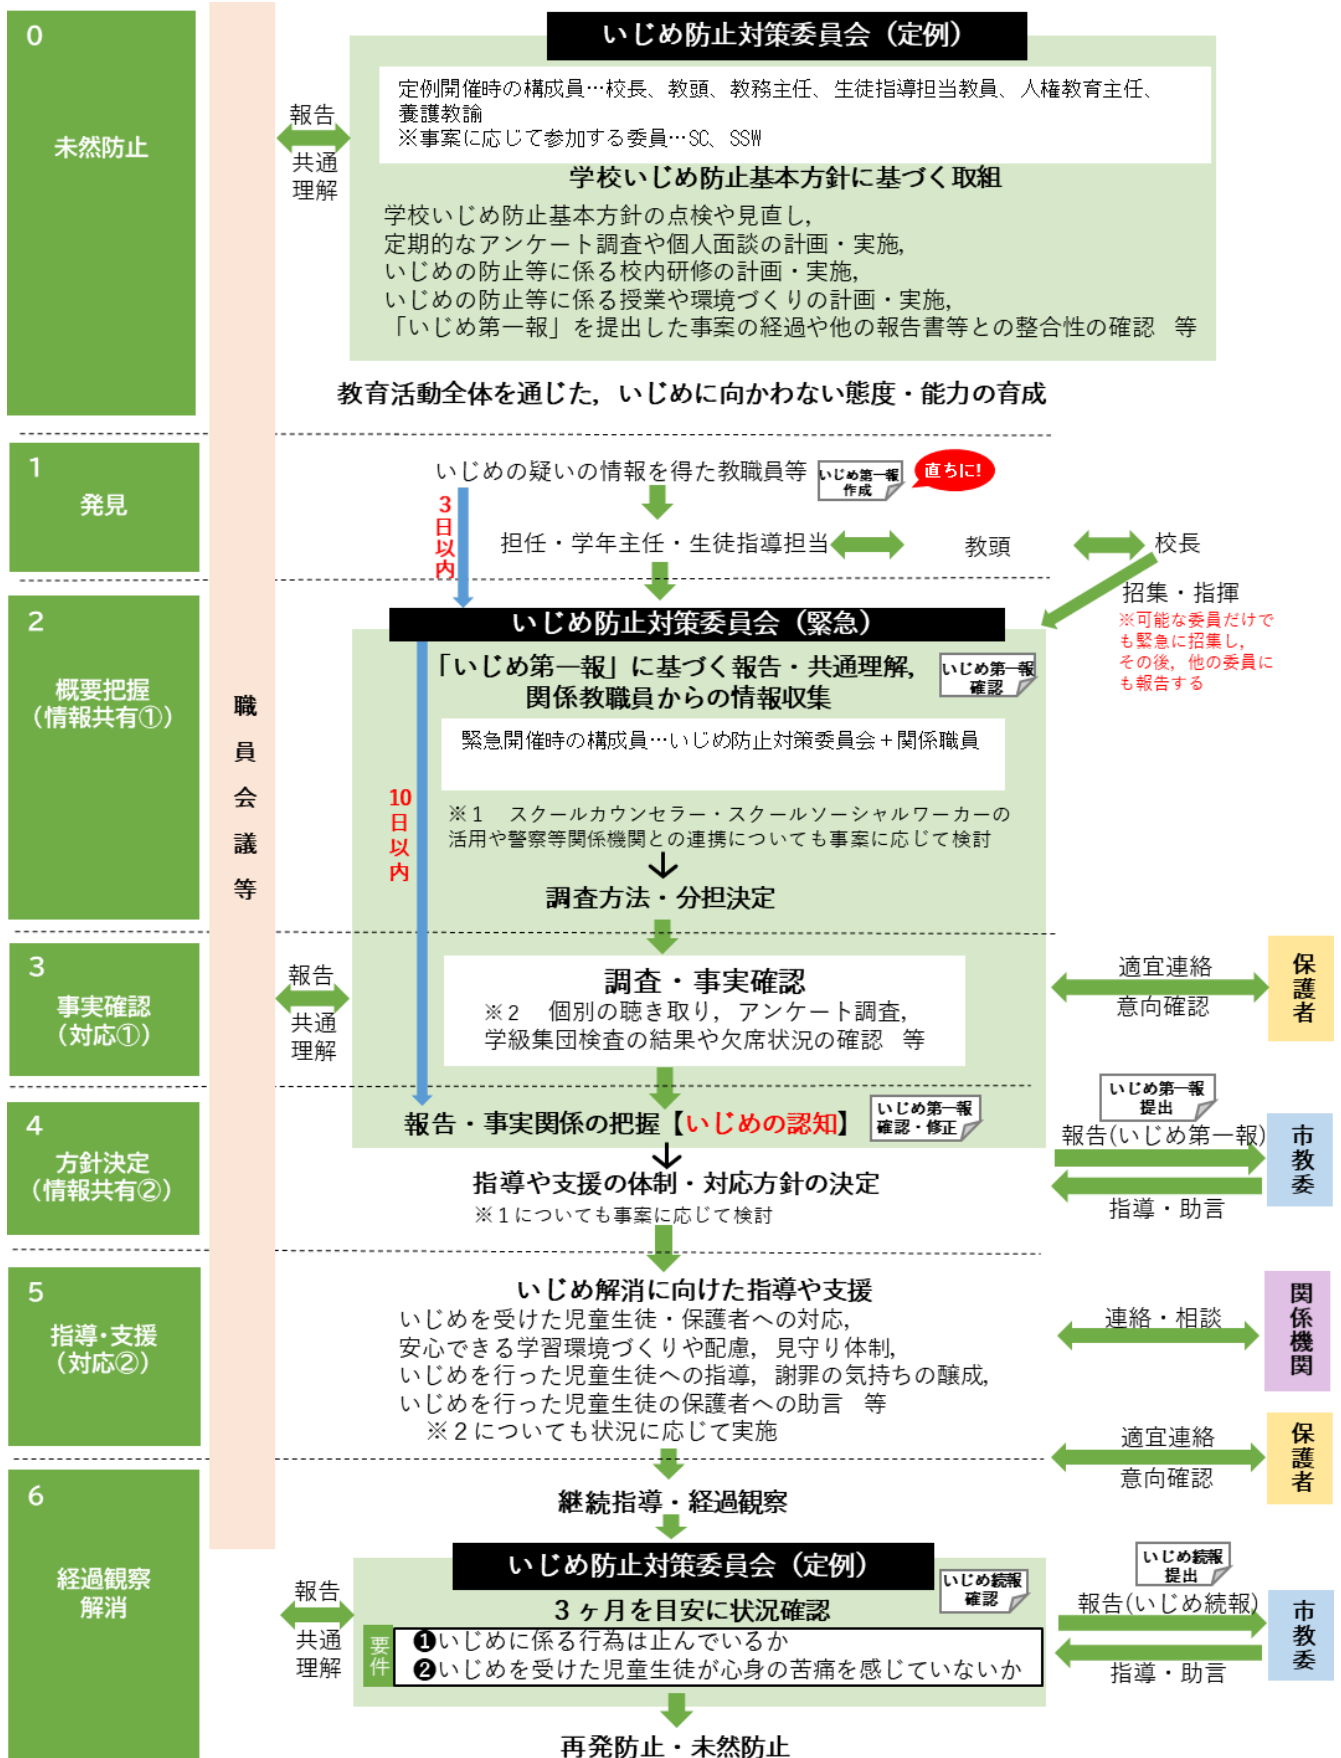 0
未然防止
職員会議等
報告
共通
理解
いじめ防止対策委員会（定例）
定例開催時の構成員…校長、教頭、教務主任、生徒指導担当教員、人権教育主任、
養護教諭
※事案に応じて参加する委員…SC、SSW
学校いじめ防止基本方針に基づく取組
学校いじめ防止基本方針の点検や見直し，
定期的なアンケート調査や個人面談の計画・実施，
いじめの防止等に係る校内研修の計画・実施，
いじめの防止等に係る授業や環境づくりの計画・実施，
「いじめ第一報」を提出した事案の経過や他の報告書等との整合性の確認　等
教育活動全体を通じた，いじめに向かわない態度・能力の育成
1
発見
いじめの疑いの情報を得た教職員等
いじめ第一報
作成
直ちに！
3日以内
担任・学年主任・生徒指導担当
教頭
校長
招集・指揮
※可能な委員だけで
も緊急に招集し，
その後，他の委員に
も報告する
2
概要把握
（情報共有①）
いじめ防止対策委員会（緊急）
「いじめ第一報」に基づく報告・共通理解，
関係教職員からの情報収集
いじめ第一報
確認
緊急開催時の構成員…いじめ防止対策委員会＋関係職員
10日以内
※１　スクールカウンセラー・スクールソーシャルワーカーの
活用や警察等関係機関との連携についても事案に応じて検討
調査方法・分担決定
3
事実確認
（対応①）
報告
共通
理解
調査・事実確認
※２　個別の聴き取り，アンケート調査，
学級集団検査の結果や欠席状況の確認　等
適宜連絡
意向確認
保護者
4
方針決定
（情報共有②）
報告・事実関係の把握【いじめの認知】
いじめ第一報
確認・修正
指導や支援の体制・対応方針の決定
※１についても事案に応じて検討
いじめ第一報
提出
報告(いじめ第一報)
指導・助言
市教委
5
指導・支援
（対応②）
いじめ解消に向けた指導や支援
いじめを受けた児童生徒・保護者への対応，
安心できる学習環境づくりや配慮，見守り体制，
いじめを行った児童生徒への指導，謝罪の気持ちの醸成，
いじめを行った児童生徒の保護者への助言　等
※２についても状況に応じて実施
連絡・相談
関係機関
適宜連絡
意向確認
保護者
6
経過観察
解消
継続指導・経過観察
報告
共通
理解
いじめ防止対策委員会（定例）
３ヶ月を目安に状況確認
いじめ続報
確認
要件
❶いじめに係る行為は止んでいるか
❷いじめを受けた児童生徒が心身の苦痛を感じていないか
いじめ続報
提出
報告(いじめ続報)
指導・助言
市教委
再発防止・未然防止